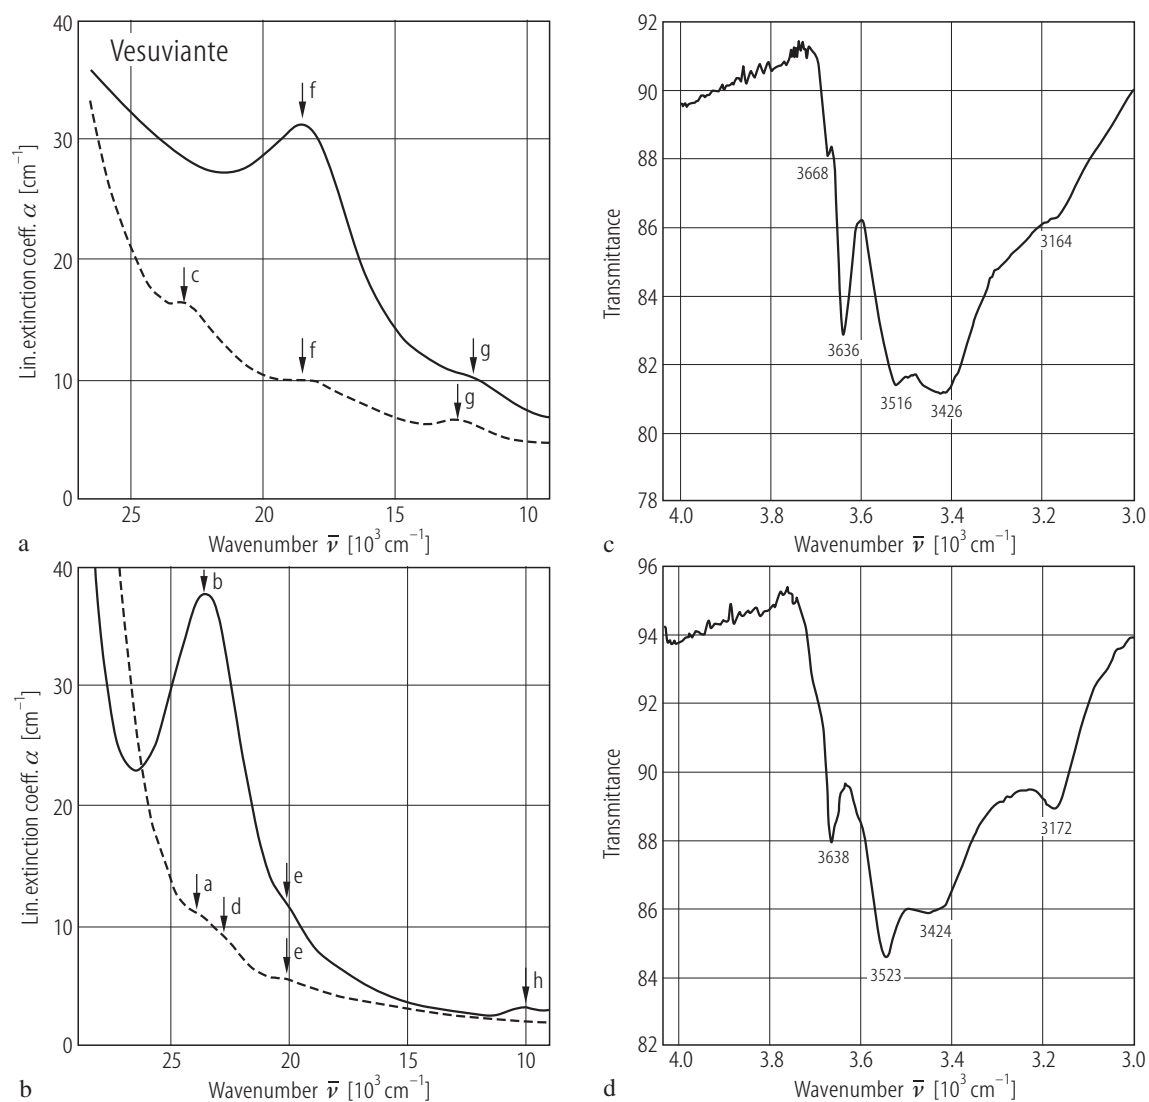 Vesuviante
Lin. extinction coeff. α [cm⁻¹]
40
30
20
10
0
f
c
f
g
g
25 20 15 10
Wavenumber ν̅ [10³ cm⁻¹]
a
Transmittance
92
90
88
86
84
82
80
78
3668
3636
3516
3426
3164
4.0 3.8 3.6 3.4 3.2 3.0
Wavenumber ν̅ [10³ cm⁻¹]
c
Lin. extinction coeff. α [cm⁻¹]
40
30
20
10
0
b
e
a
d
e
h
25 20 15 10
Wavenumber ν̅ [10³ cm⁻¹]
b
Transmittance
96
94
92
90
88
86
84
82
3638
3523
3424
3172
4.0 3.8 3.6 3.4 3.2 3.0
Wavenumber ν̅ [10³ cm⁻¹]
d